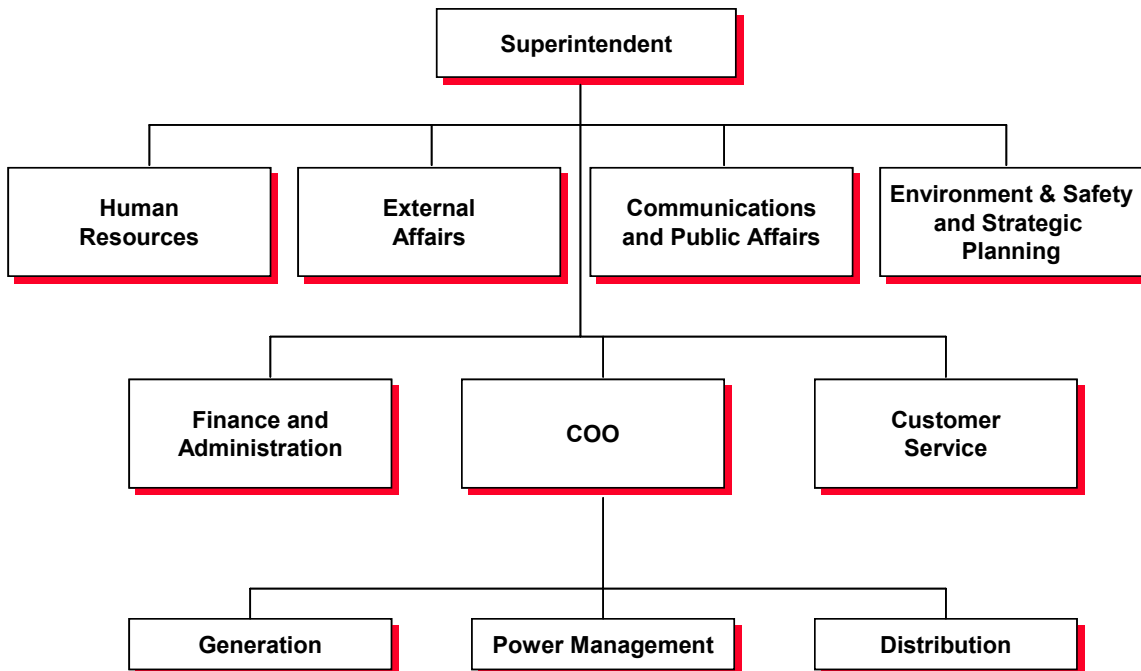 Superintendent
Human
Resources
External
Affairs
Communications
and Public Affairs
Environment & Safety
and Strategic
Planning
Finance and
Administration
COO
Customer
Service
Generation
Power Management
Distribution